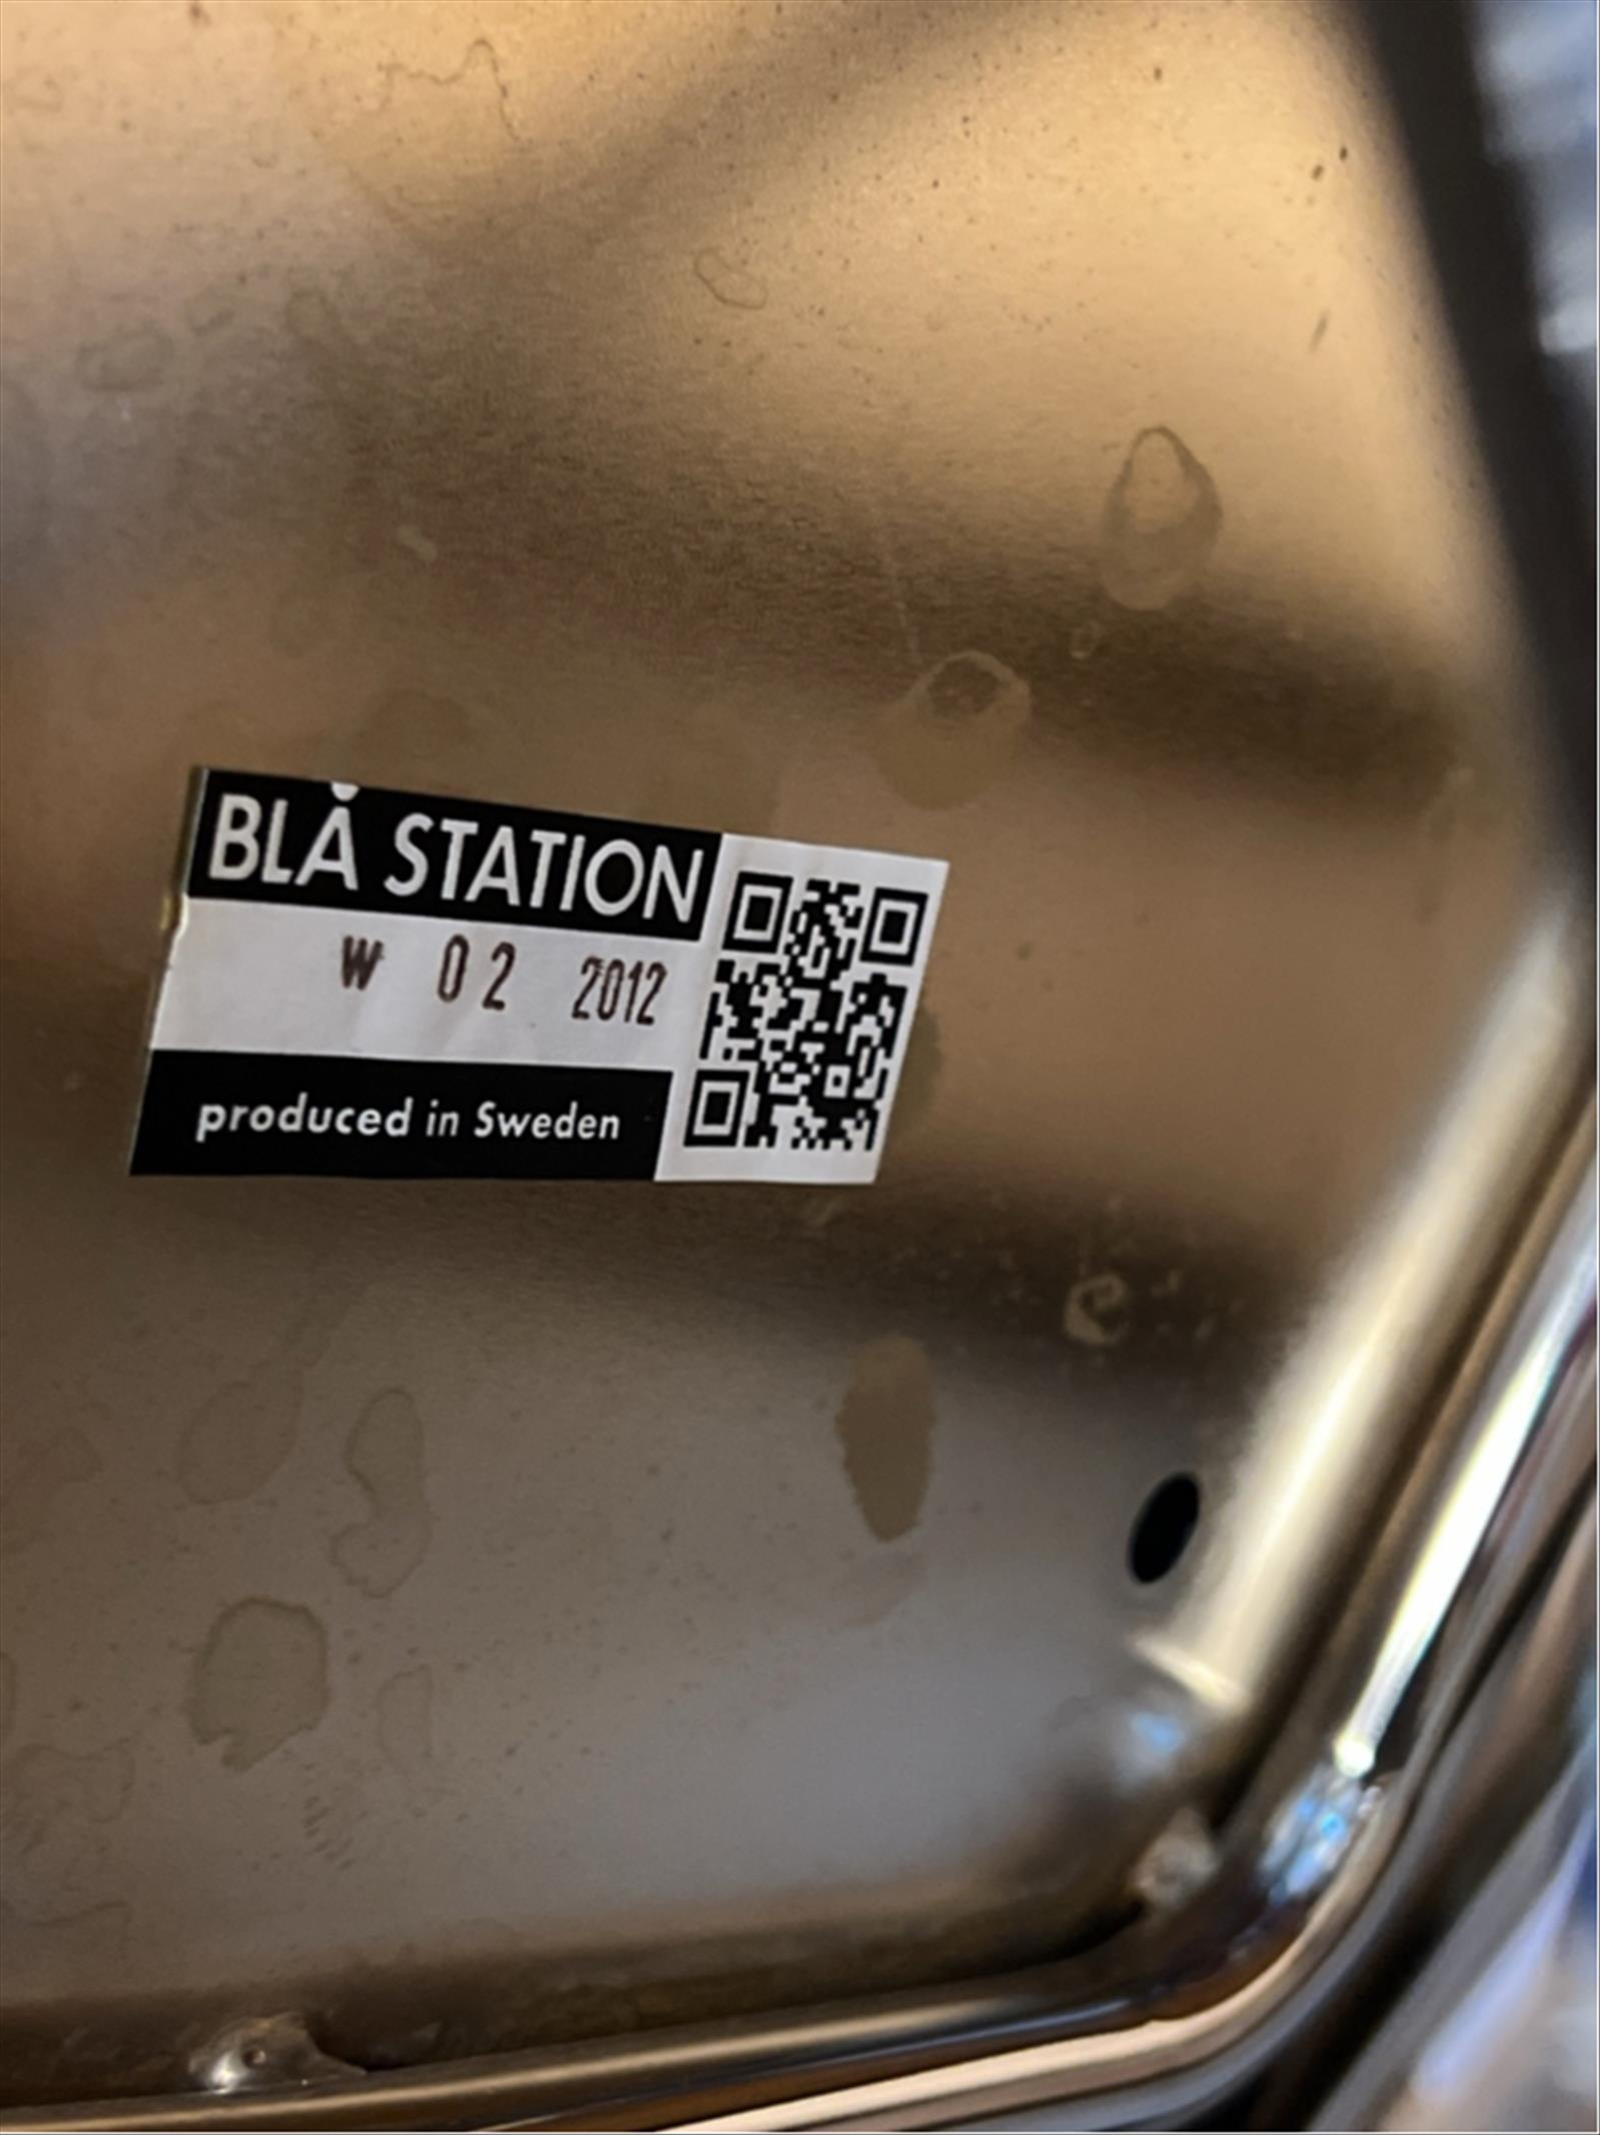 BLÅ STATION
W 02 2012
produced in Sweden